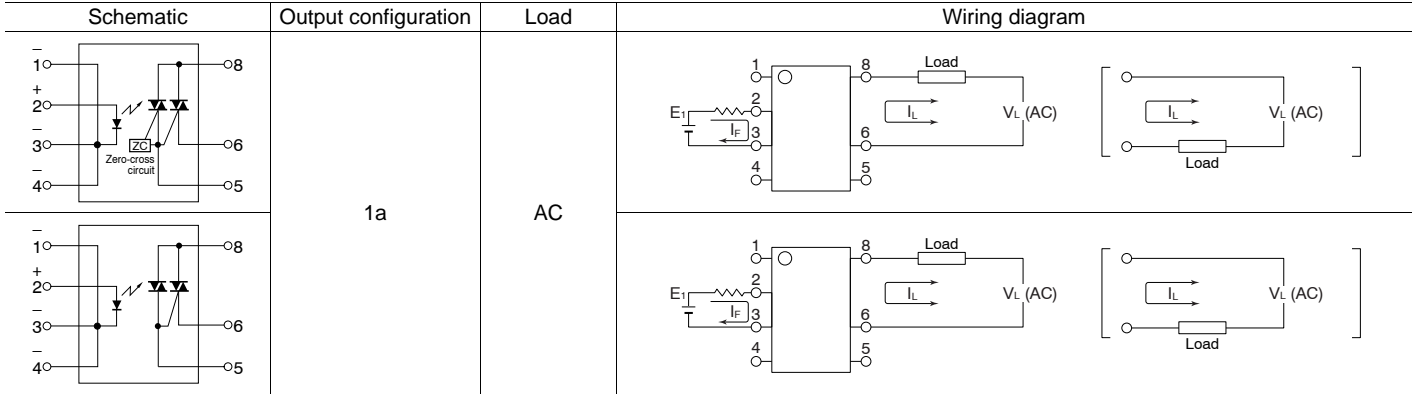 Schematic Output configuration Load Wiring diagram
–
1 8
+
2
–
3 ZC 6
Zero-cross
circuit
–
4 5
1 8 Load
E1 2 IL VL (AC) IL VL (AC)
IF 3 6
Load
4 5
1a AC
–
1 8
+
2
–
3 6
–
4 5
1 8 Load
E1 2 IL VL (AC) IL VL (AC)
IF 3 6
Load
4 5